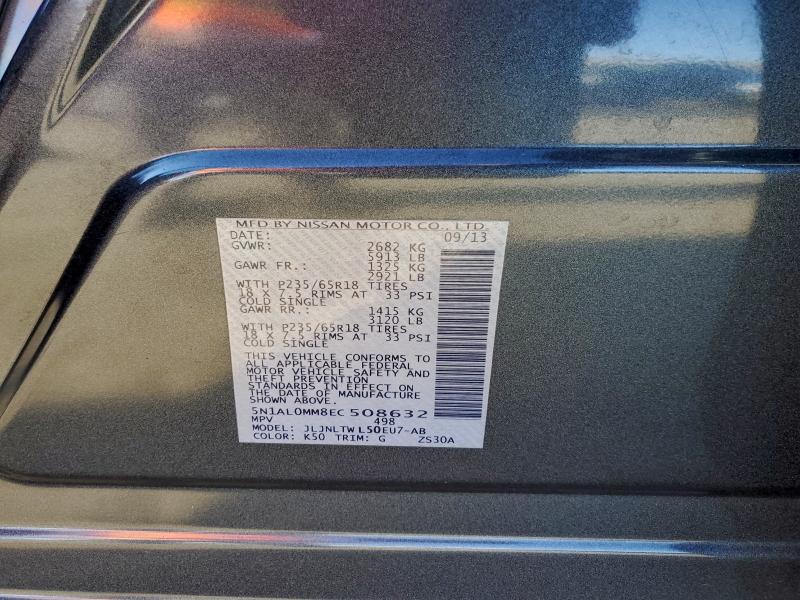 MFD BY NISSAN MOTOR CO., LTD.
DATE: 09/13
GVWR: 2682 KG
5913 LB
GAWR FR.: 1325 KG
2921 LB
WITH P235/65R18 TIRES
18 X 7.5 RIMS AT 33 PSI
COLD SINGLE
GAWR RR.: 1415 KG
3120 LB
WITH P235/65R18 TIRES
18 X 7.5 RIMS AT 33 PSI
COLD SINGLE
THIS VEHICLE CONFORMS TO
ALL APPLICABLE FEDERAL
MOTOR VEHICLE SAFETY AND
THEFT PREVENTION
STANDARDS IN EFFECT ON
THE DATE OF MANUFACTURE
SHOWN ABOVE.
5N1AL0MM8EC508632
MPV 498
MODEL: JLJNLTWL50EU7-AB
COLOR: K50 TRIM: G ZS30A